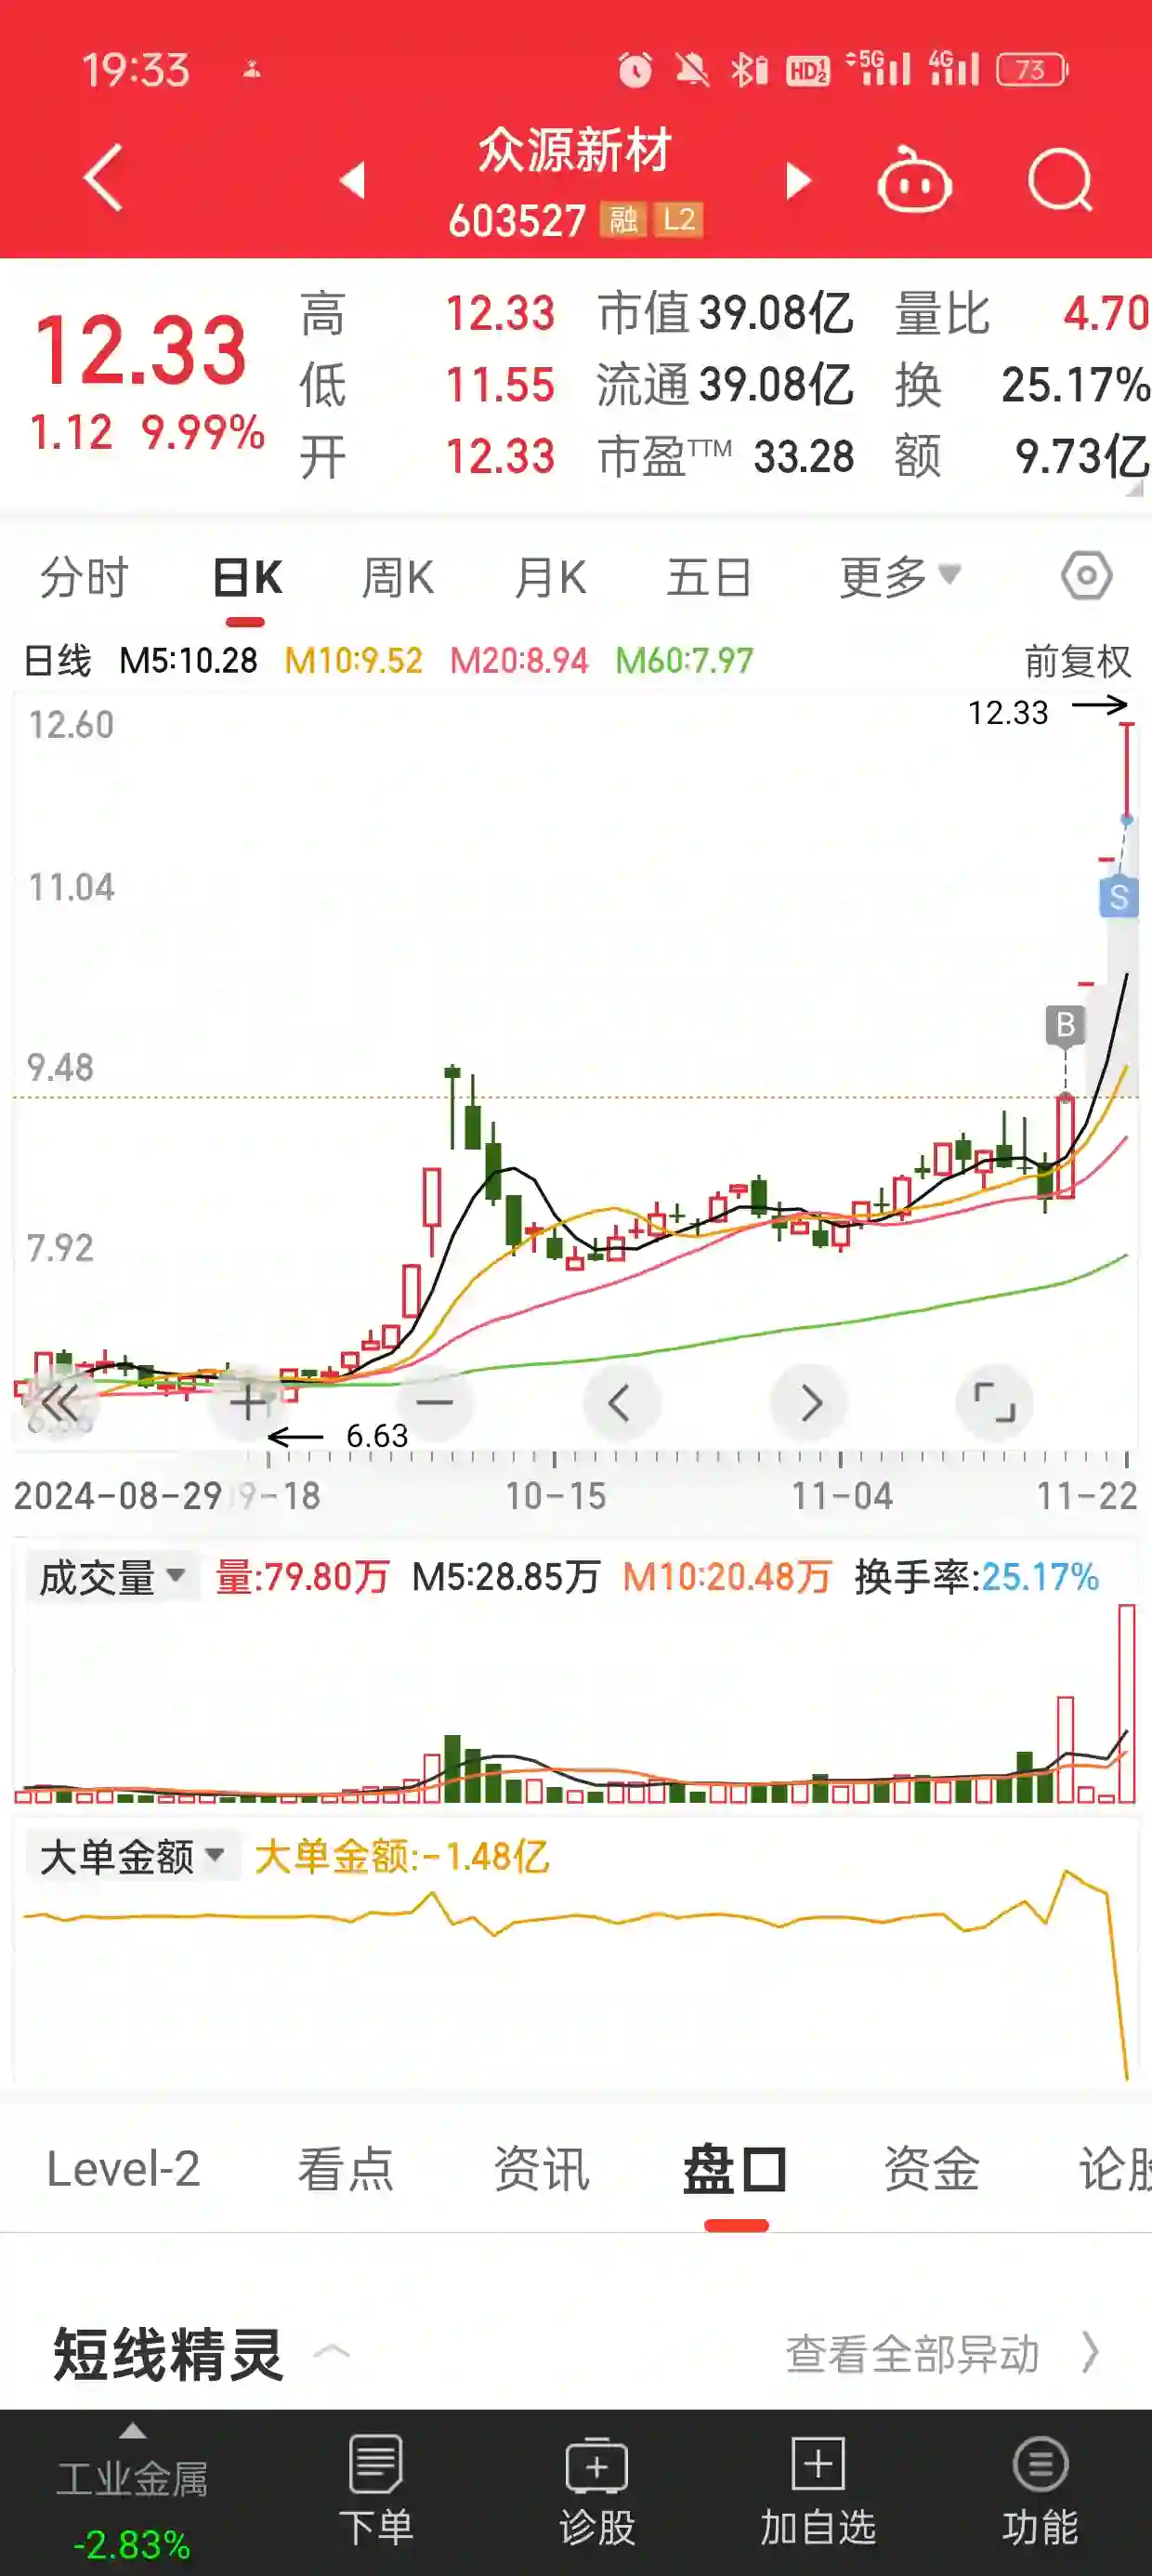 19:33 HD 1 2 5G 4G 73
众源新材
603527 融 L2
12.33
1.12 9.99%
高 12.33 市值 39.08亿 量比 4.70
低 11.55 流通 39.08亿 换 25.17%
开 12.33 市盈TTM 33.28 额 9.73亿
分时 日K 周K 月K 五日 更多
日线 M5:10.28 M10:9.52 M20:8.94 M60:7.97 前复权
12.60
12.33
11.04
S
B
9.48
7.92
6.63
2024-08-29 9-18 10-15 11-04 11-22
成交量 量:79.80万 M5:28.85万 M10:20.48万 换手率:25.17%
大单金额 大单金额:-1.48亿
Level-2 看点 资讯 盘口 资金 论股
短线精灵 查看全部异动
工业金属
-2.83%
下单 诊股 加自选 功能